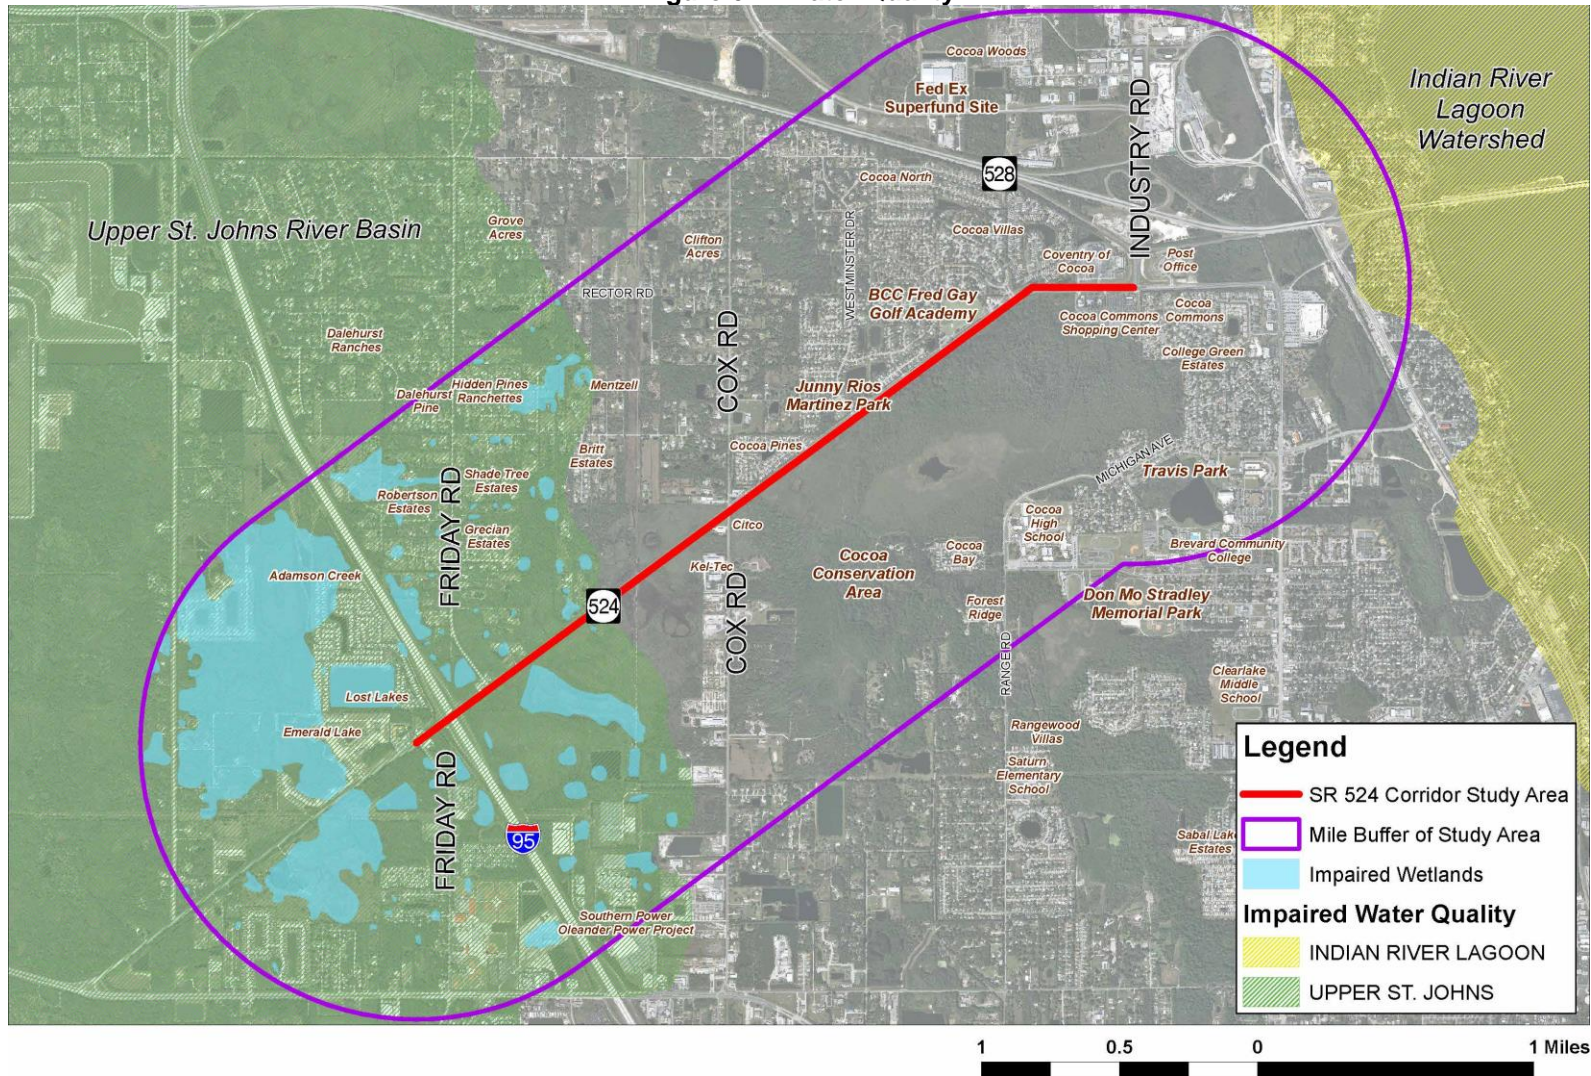 Cocoa Woods
Fed Ex
Superfund Site
INDUSTRY RD
Indian River
Lagoon
Watershed
528
Cocoa North
Upper St. Johns River Basin
Grove
Acres
Clifton
Acres
WESTMINSTER DR
Cocoa Villas
Coventry of
Cocoa
Post
Office
RECTOR RD
BCC Fred Gay
Golf Academy
Cocoa Commons
Shopping Center
Cocoa
Commons
Dalehurst
Ranches
COX RD
College Green
Estates
Dalehurst
Pine
Hidden Pines
Ranchettes
Mentzell
Junny Rios
Martinez Park
Britt
Estates
Cocoa Pines
MICHIGAN AVE
Travis Park
FRIDAY RD
Shade Tree
Estates
Robertson
Estates
Grecian
Estates
Citco
Cocoa
High
School
Cocoa
Bay
Brevard Community
College
Adamson Creek
Kel-Tec
Cocoa
Conservation
Area
524
COX RD
Forest
Ridge
Don Mo Stradley
Memorial Park
RANGE RD
Lost Lakes
Clearlake
Middle
School
Emerald Lake
Rangewood
Villas
Saturn
Elementary
School
FRIDAY RD
95
Sabal Lake
Estates
Southern Power
Oleander Power Project
Legend
SR 524 Corridor Study Area
Mile Buffer of Study Area
Impaired Wetlands
Impaired Water Quality
INDIAN RIVER LAGOON
UPPER ST. JOHNS
1 0.5 0 1 Miles